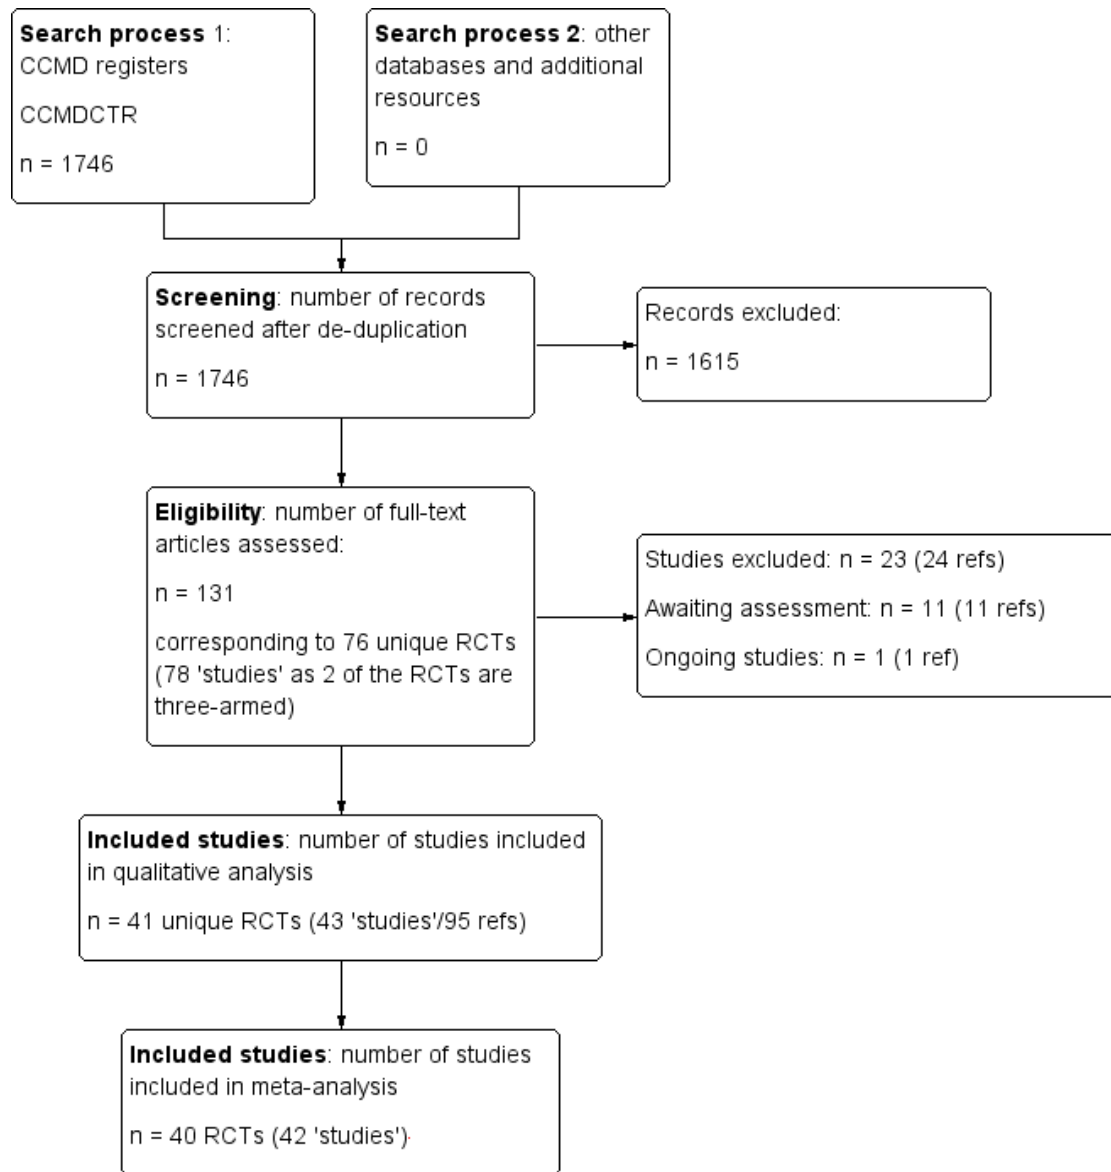 Search process 1:
CCMD registers
CCMDCTR
n = 1746
Search process 2: other
databases and additional
resources
n = 0
Screening: number of records
screened after de-duplication
n = 1746
Records excluded:
n = 1615
Eligibility: number of full-text
articles assessed:
n = 131
corresponding to 76 unique RCTs
(78 'studies' as 2 of the RCTs are
three-armed)
Studies excluded: n = 23 (24 refs)
Awaiting assessment: n = 11 (11 refs)
Ongoing studies: n = 1 (1 ref)
Included studies: number of studies included
in qualitative analysis
n = 41 unique RCTs (43 'studies'/95 refs)
Included studies: number of studies
included in meta-analysis
n = 40 RCTs (42 'studies')